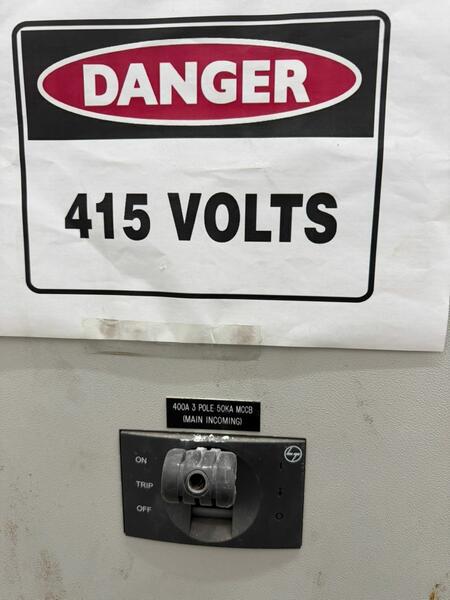 DANGER
415 VOLTS
400A 3 POLE 50KA MCCB
(MAIN INCOMING)
ON
TRIP
OFF
I
O